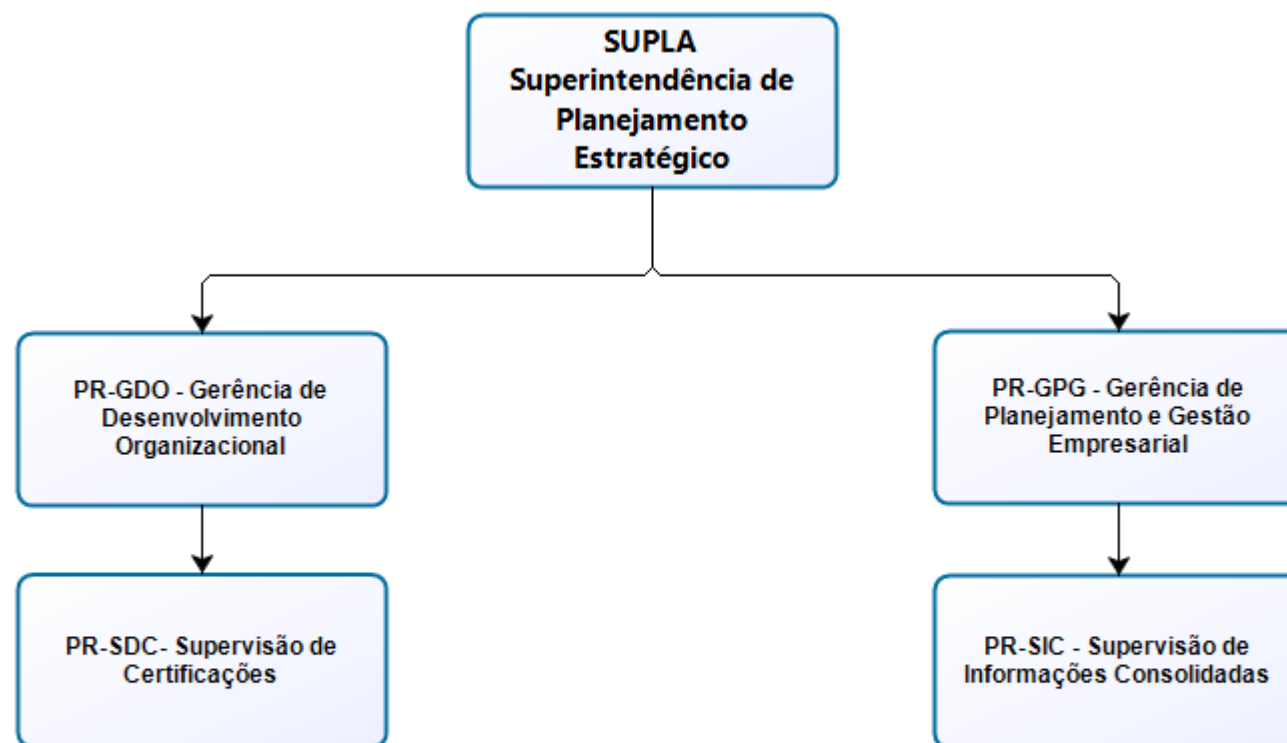 SUPLA
Superintendência de
Planejamento
Estratégico
PR-GDO - Gerência de
Desenvolvimento
Organizacional
PR-GPG - Gerência de
Planejamento e Gestão
Empresarial
PR-SDC- Supervisão de
Certificações
PR-SIC - Supervisão de
Informações Consolidadas